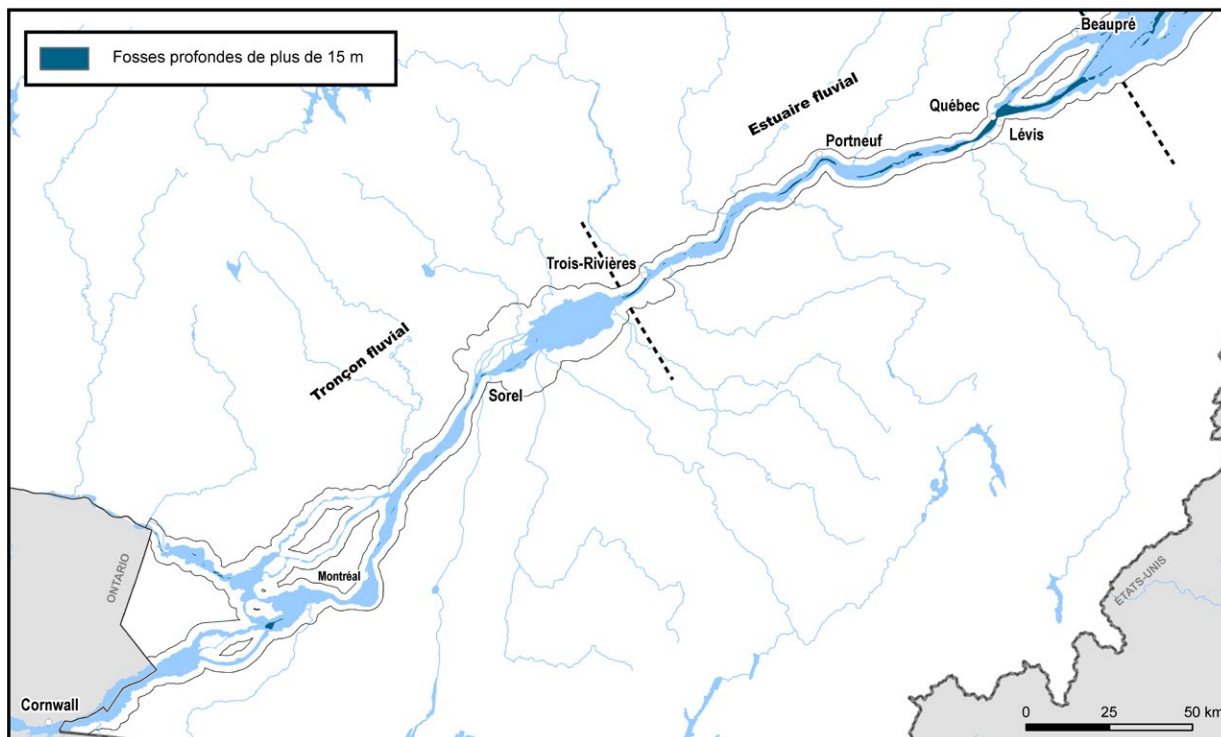 Fosses profondes de plus de 15 m
Beaupré
Estuaire fluvial
Québec
Lévis
Portneuf
Trois-Rivières
Tronçon fluvial
Sorel
Montréal
ONTARIO
ÉTATS-UNIS
Cornwall
0 25 50 km